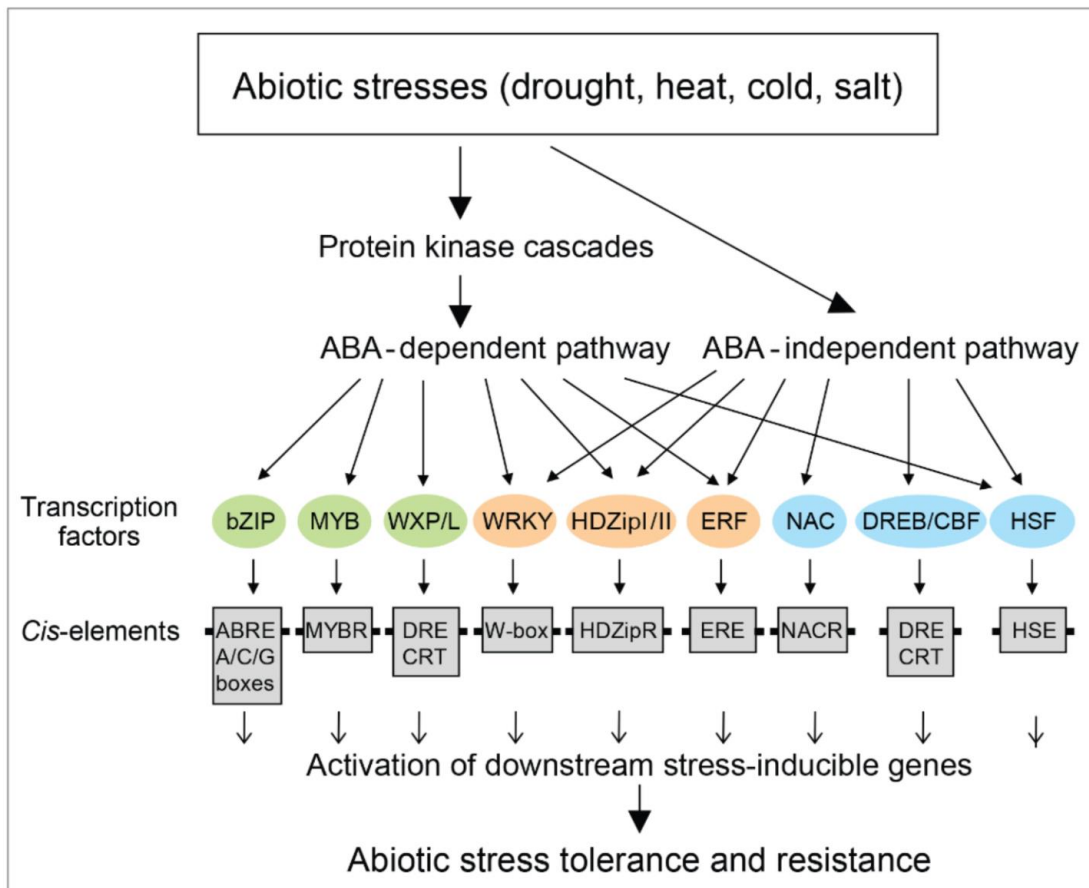 Abiotic stresses (drought, heat, cold, salt)
Protein kinase cascades
ABA-dependent pathway ABA-independent pathway
Transcription
factors
bZIP MYB WXP/L WRKY HDZipI/II ERF NAC DREB/CBF HSF
Cis-elements
ABRE
A/C/G
boxes
MYBR
DRE
CRT
W-box
HDZipR
ERE
NACR
DRE
CRT
HSE
Activation of downstream stress-inducible genes
Abiotic stress tolerance and resistance